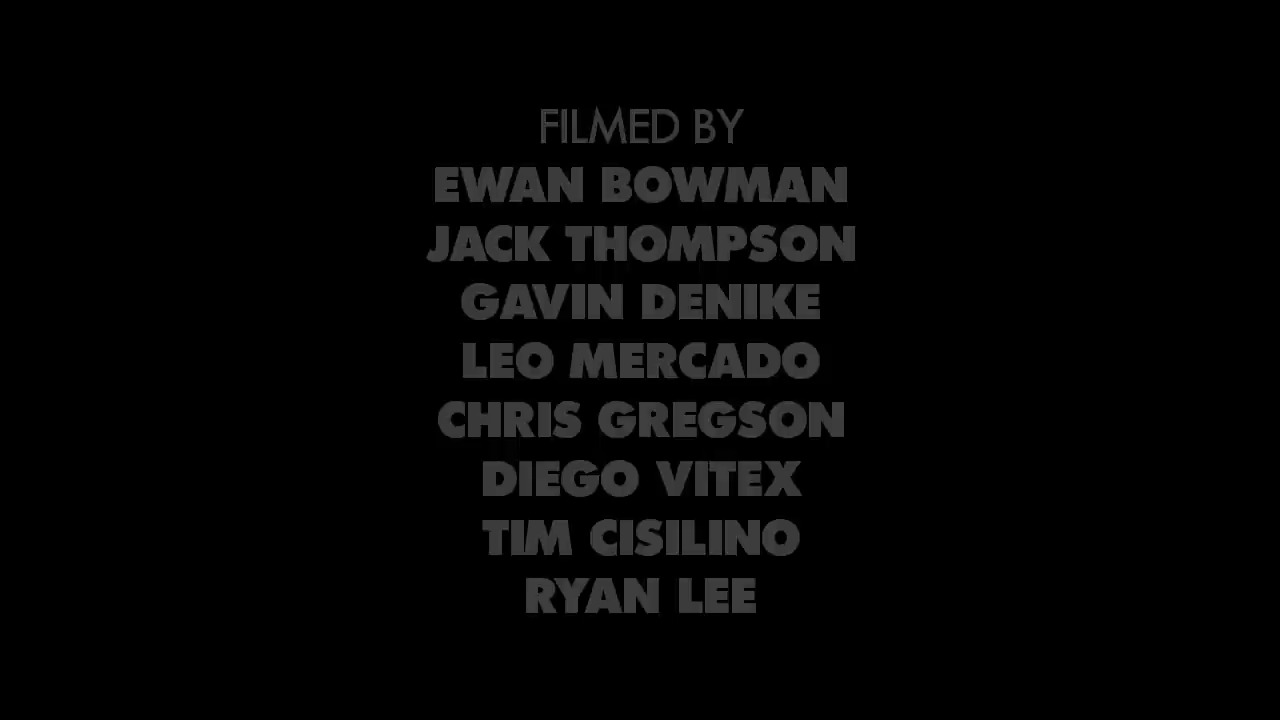 FILMED BY
EWAN BOWMAN
JACK THOMPSON
GAVIN DENIKE
LEO MERCADO
CHRIS GREGSON
DIEGO VITEX
TIM CISILINO
RYAN LEE